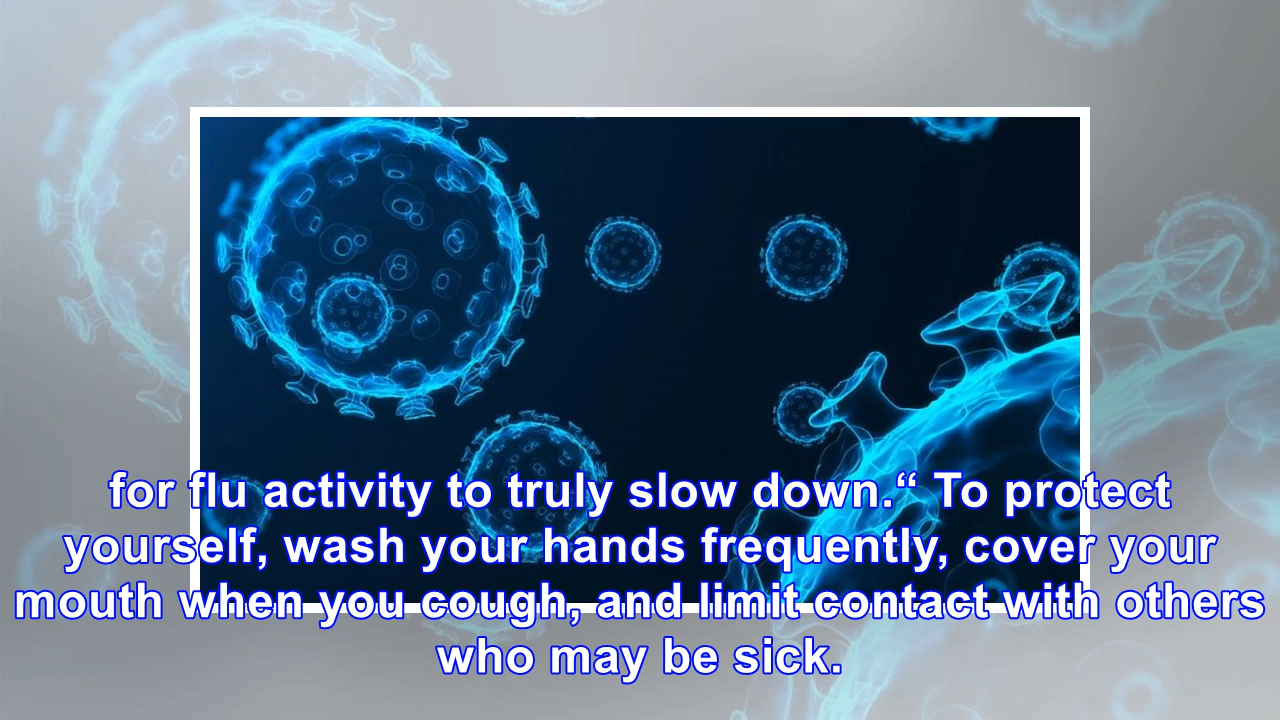 for flu activity to truly slow down.“ To protect
yourself, wash your hands frequently, cover your
mouth when you cough, and limit contact with others
who may be sick.